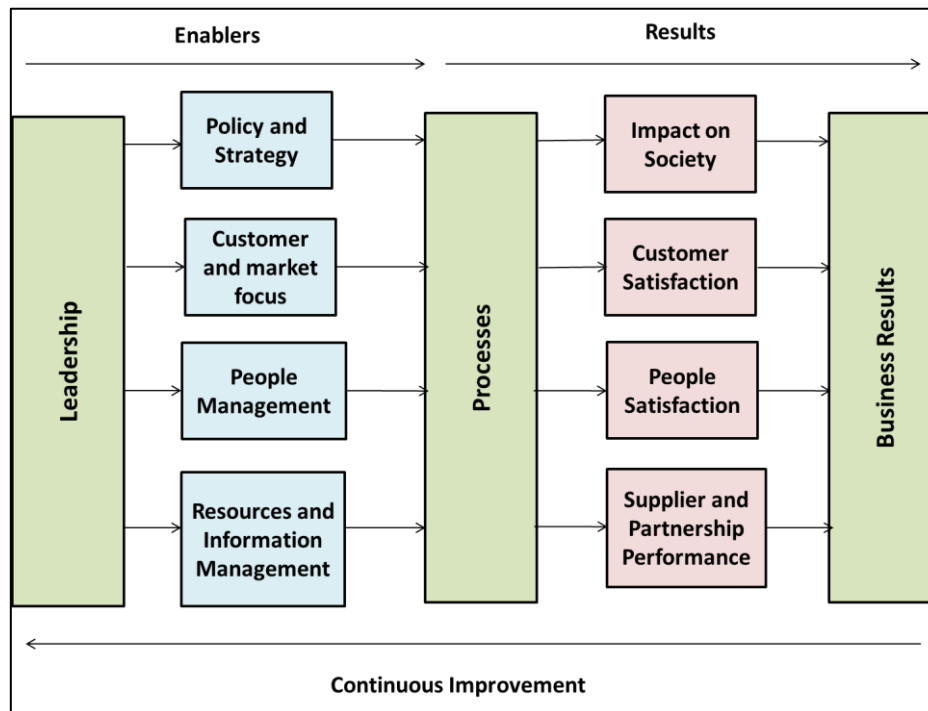 Enablers
Results
Leadership
Policy and
Strategy
Customer
and market
focus
People
Management
Resources and
Information
Management
Processes
Impact on
Society
Customer
Satisfaction
People
Satisfaction
Supplier and
Partnership
Performance
Business Results
Continuous Improvement